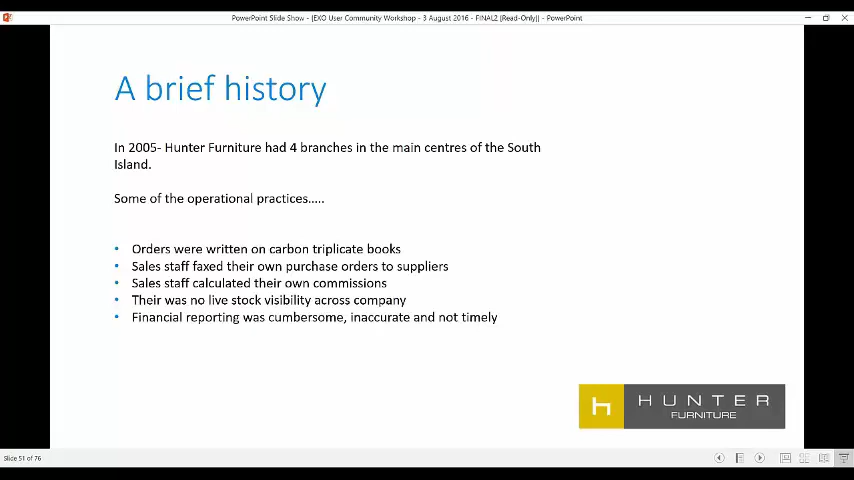 PowerPoint Slide Show - [EXO User Community Workshop - 3 August 2016 - FINAL2 [Read-Only]] - PowerPoint
A brief history
In 2005- Hunter Furniture had 4 branches in the main centres of the South
Island.
Some of the operational practices.....
• Orders were written on carbon triplicate books
• Sales staff faxed their own purchase orders to suppliers
• Sales staff calculated their own commissions
• Their was no live stock visibility across company
• Financial reporting was cumbersome, inaccurate and not timely
h HUNTER
FURNITURE
Slide 51 of 76